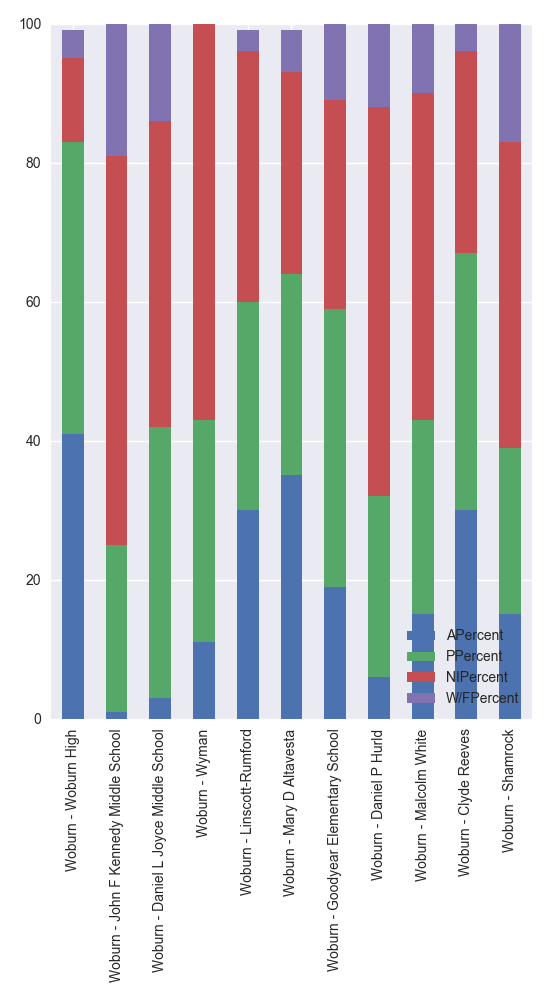 100
80
60
40
20
0
APercent
PPercent
NIPercent
W/FPercent
Woburn - Woburn High
Woburn - John F Kennedy Middle School
Woburn - Daniel L Joyce Middle School
Woburn - Wyman
Woburn - Linscott-Rumford
Woburn - Mary D Altavesta
Woburn - Goodyear Elementary School
Woburn - Daniel P Hurld
Woburn - Malcolm White
Woburn - Clyde Reeves
Woburn - Shamrock